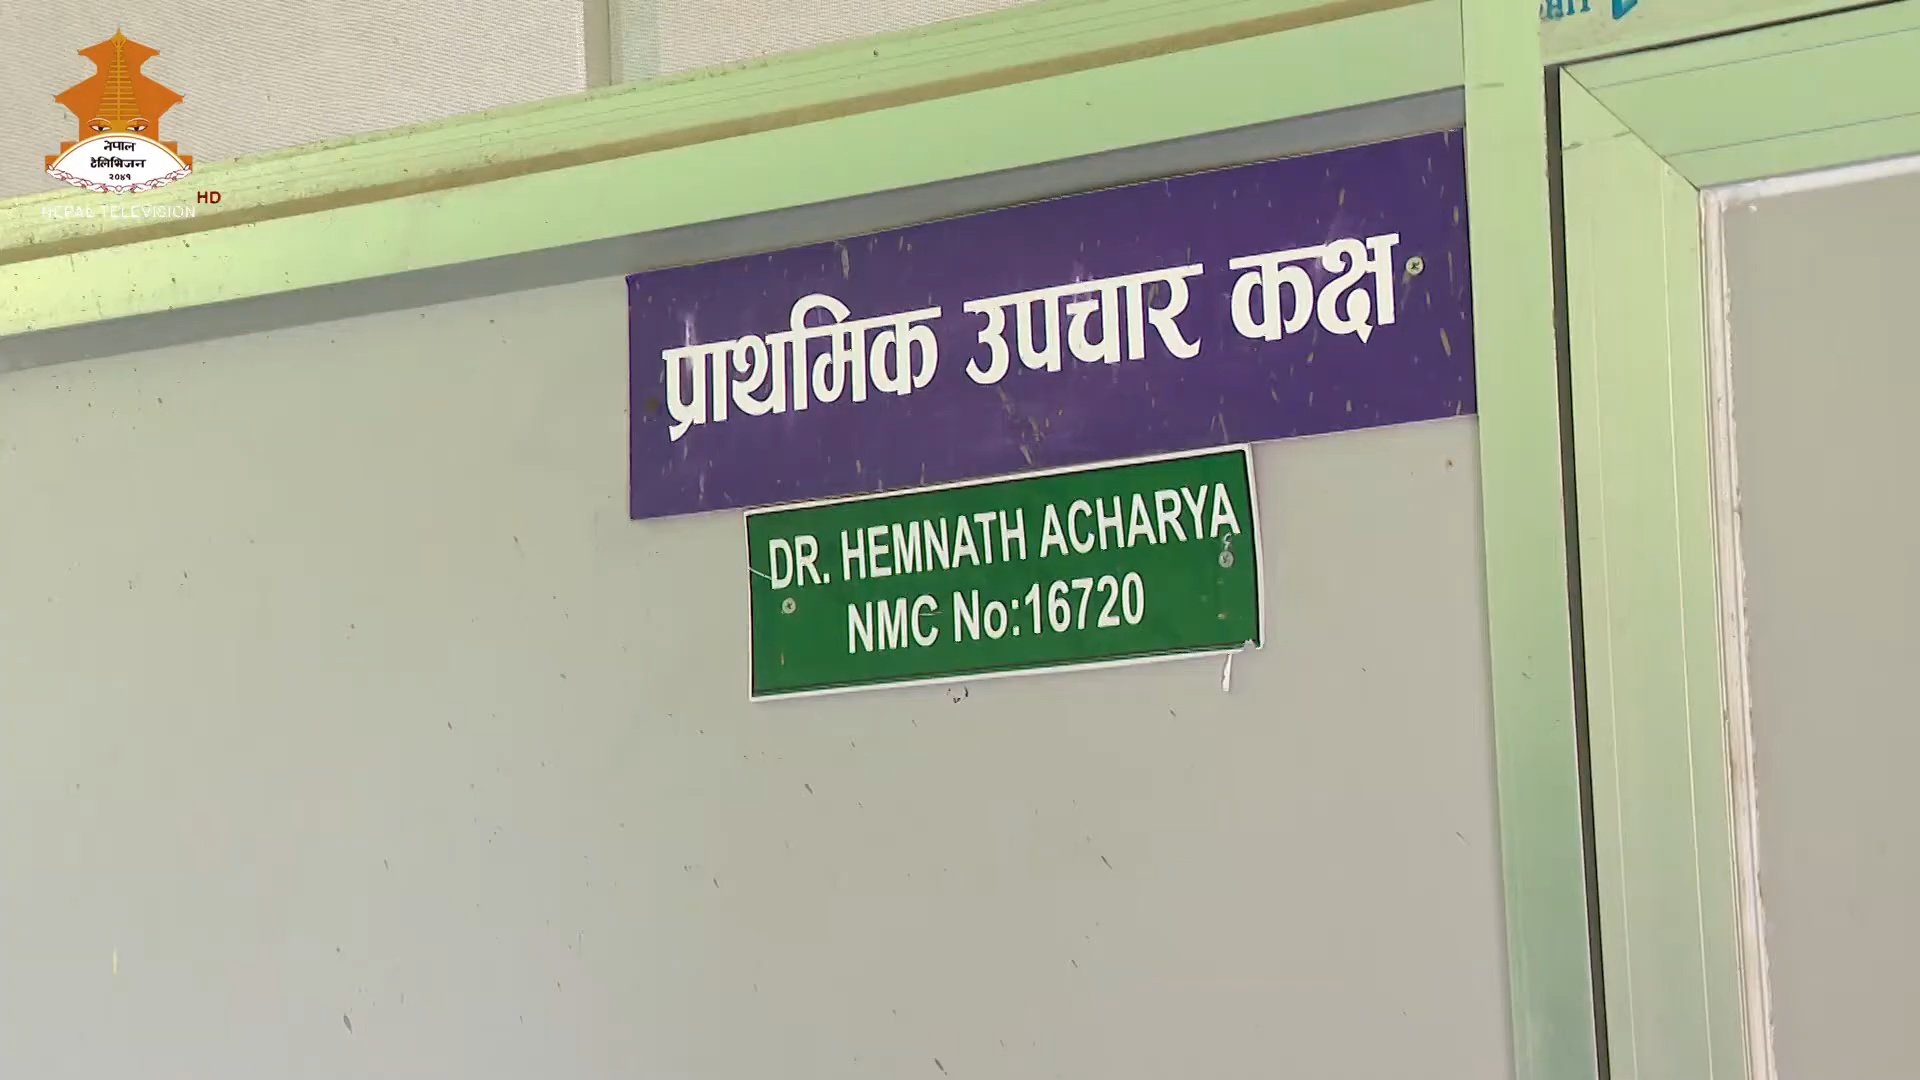 नेपाल
टेलिभिजन
२०४१
NEPAL TELEVISION HD
प्राथमिक उपचार कक्ष
DR. HEMNATH ACHARYA
NMC No:16720